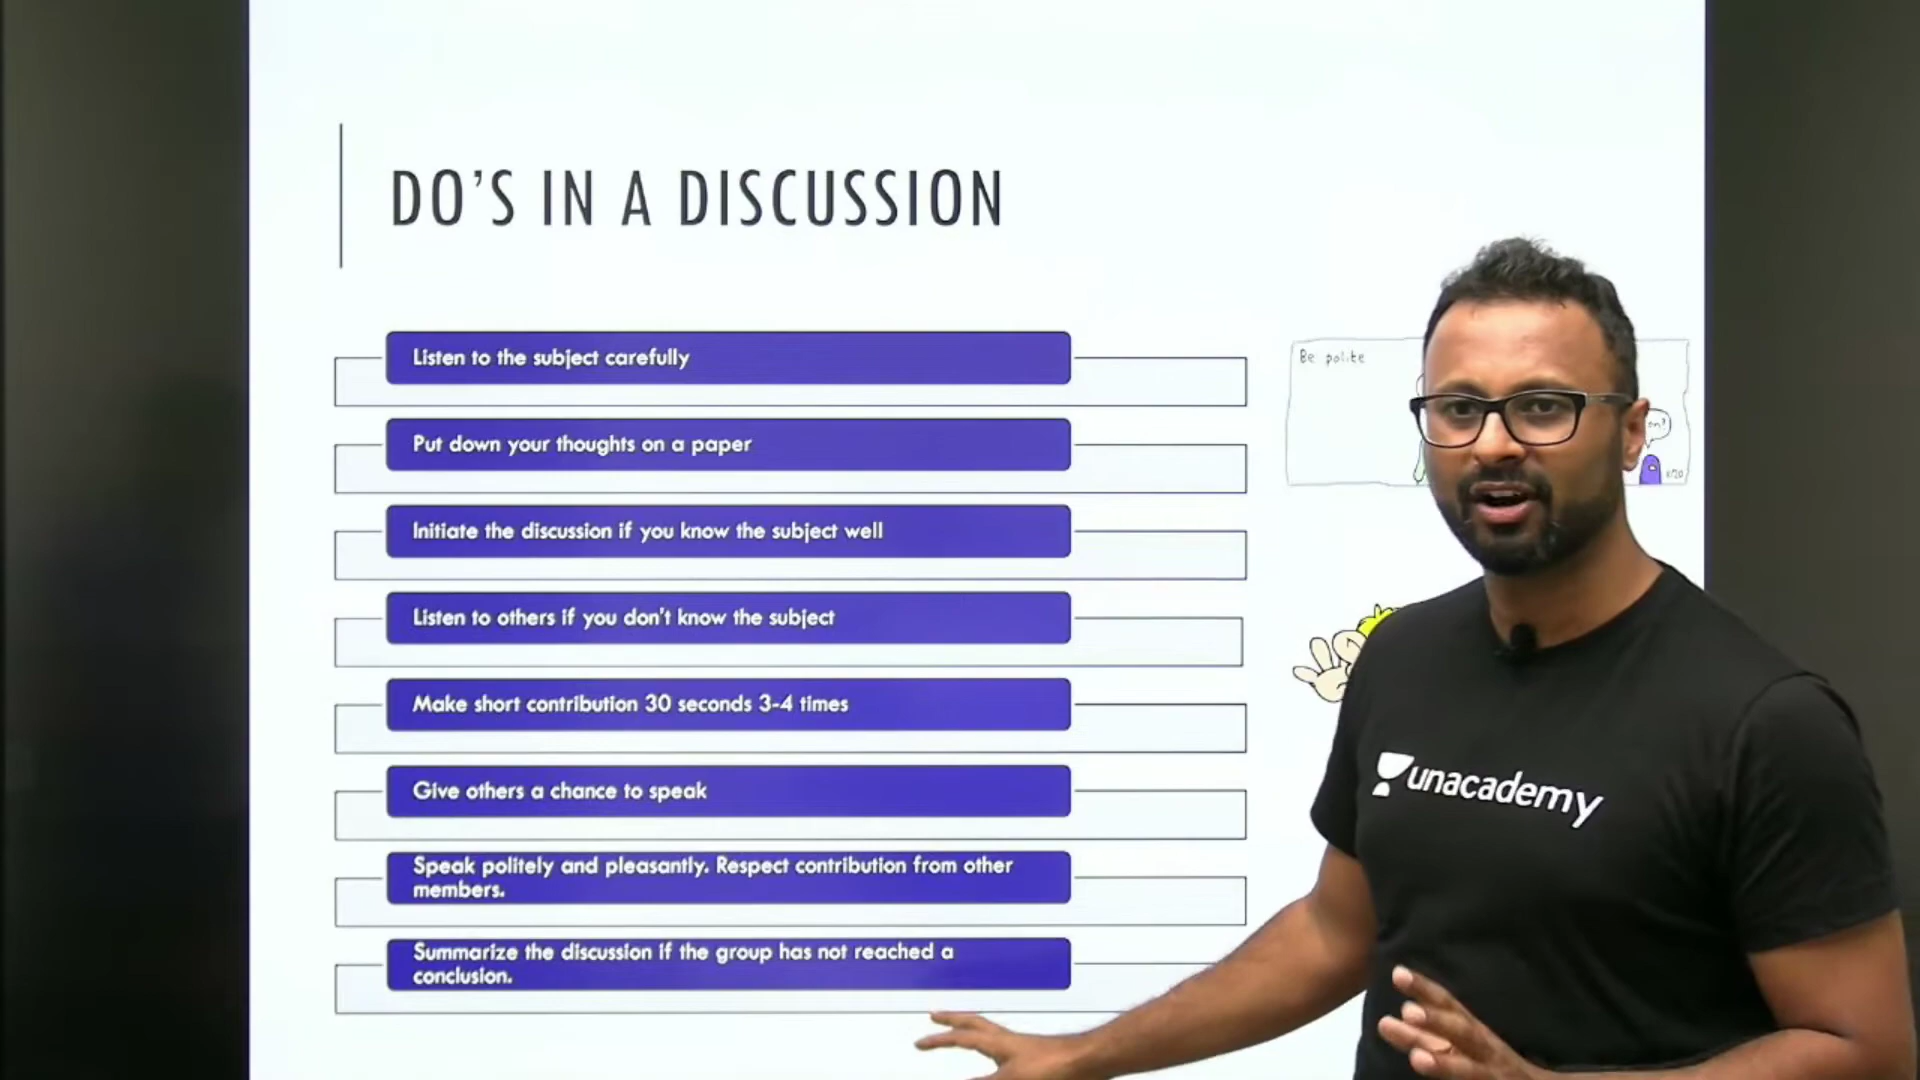 DO'S IN A DISCUSSION
Listen to the subject carefully
Put down your thoughts on a paper
Initiate the discussion if you know the subject well
Listen to others if you don't know the subject
Make short contribution 30 seconds 3-4 times
Give others a chance to speak
Speak politely and pleasantly. Respect contribution from other
members.
Summarize the discussion if the group has not reached a
conclusion.
Be polite
unacademy